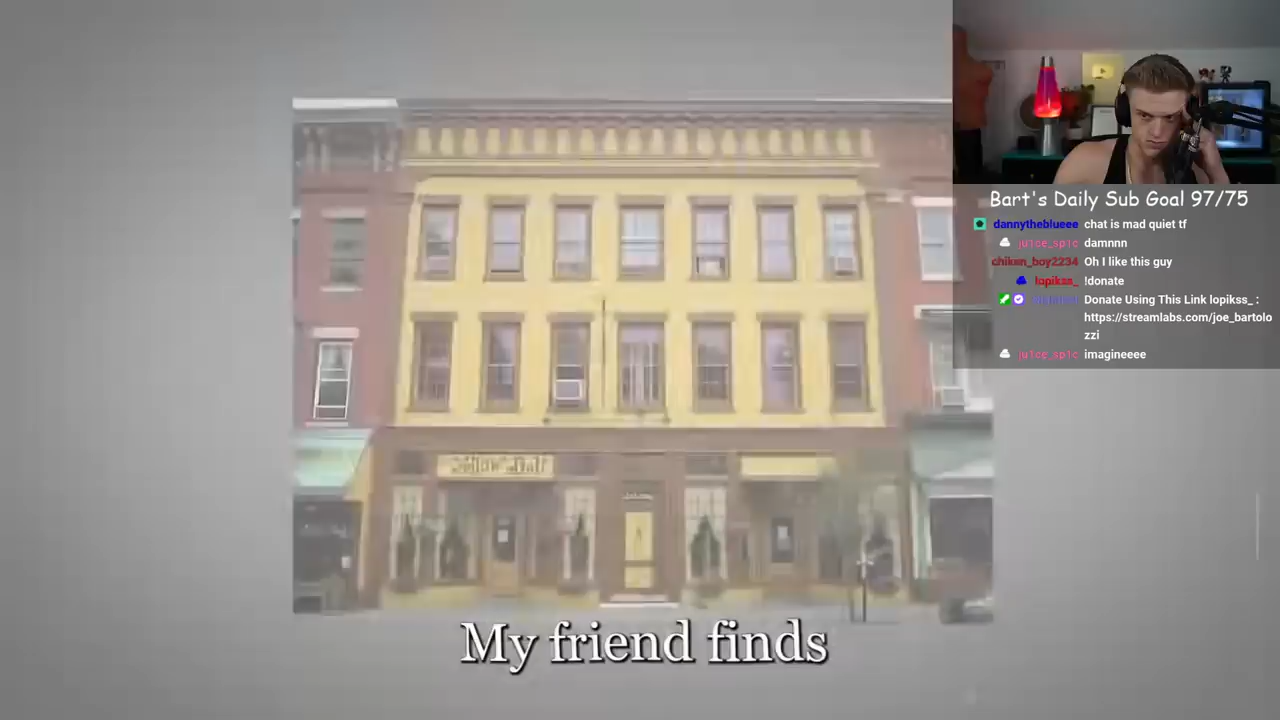 Bart's Daily Sub Goal 97/75
dannytheblueee chat is mad quiet tf
damnnn
chiken_boy2234 Oh I like this guy
lopikss_ !donate
Donate Using This Link lopikss_ :
https://streamlabs.com/joe_bartolo
zzi
imagineeee
My friend finds